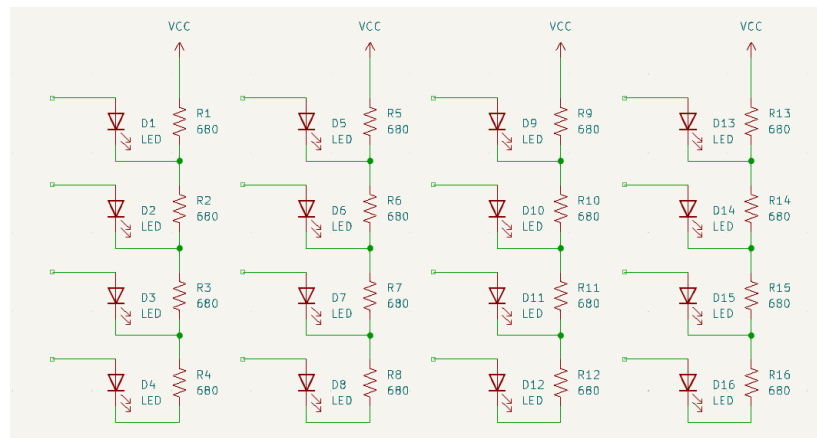 VCC VCC VCC VCC
D1 R1 D5 R5 D9 R9 D13 R13
LED 680 LED 680 LED 680 LED 680
D2 R2 D6 R6 D10 R10 D14 R14
LED 680 LED 680 LED 680 LED 680
D3 R3 D7 R7 D11 R11 D15 R15
LED 680 LED 680 LED 680 LED 680
D4 R4 D8 R8 D12 R12 D16 R16
LED 680 LED 680 LED 680 LED 680